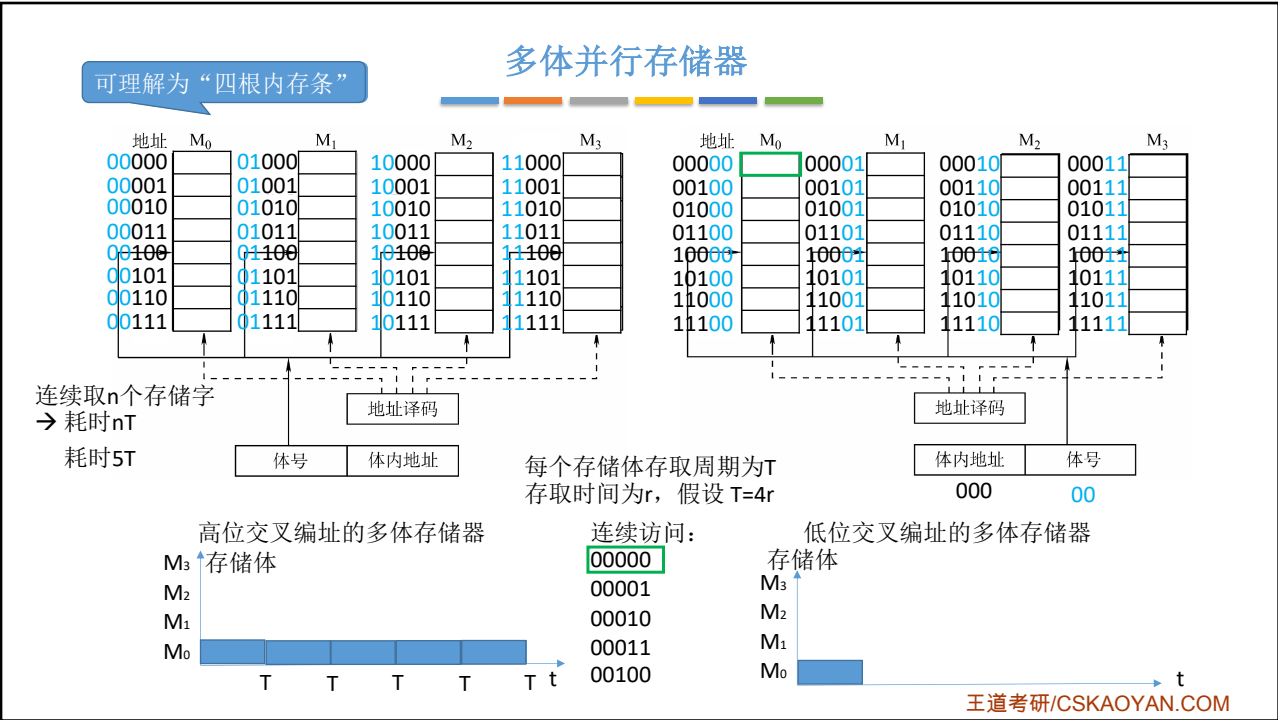 多体并行存储器
可理解为“四根内存条”
地址 M0 M1 M2 M3
00000 01000 10000 11000
00001 01001 10001 11001
00010 01010 10010 11010
00011 01011 10011 11011
00100 01100 10100 11100
00101 01101 10101 11101
00110 01110 10110 11110
00111 01111 10111 11111
地址译码
体号 体内地址
连续取n个存储字
→ 耗时nT
耗时5T
地址 M0 M1 M2 M3
00000 00001 00010 00011
00100 00101 00110 00111
01000 01001 01010 01011
01100 01101 01110 01111
10000 10001 10010 10011
10100 10101 10110 10111
11000 11001 11010 11011
11100 11101 11110 11111
地址译码
体内地址 体号
000 00
每个存储体存取周期为T
存取时间为r，假设 T=4r
高位交叉编址的多体存储器
存储体
M3
M2
M1
M0
T T T T T t
连续访问：
00000
00001
00010
00011
00100
低位交叉编址的多体存储器
存储体
M3
M2
M1
M0
t
王道考研/CSKAOYAN.COM